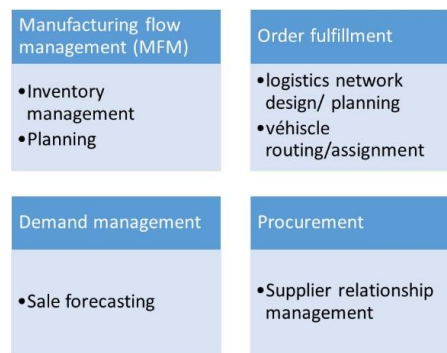 Manufacturing flow
management (MFM)
•Inventory
management
•Planning
Order fulfillment
•logistics network
design/ planning
•véhiscle
routing/assignment
Demand management
•Sale forecasting
Procurement
•Supplier relationship
management